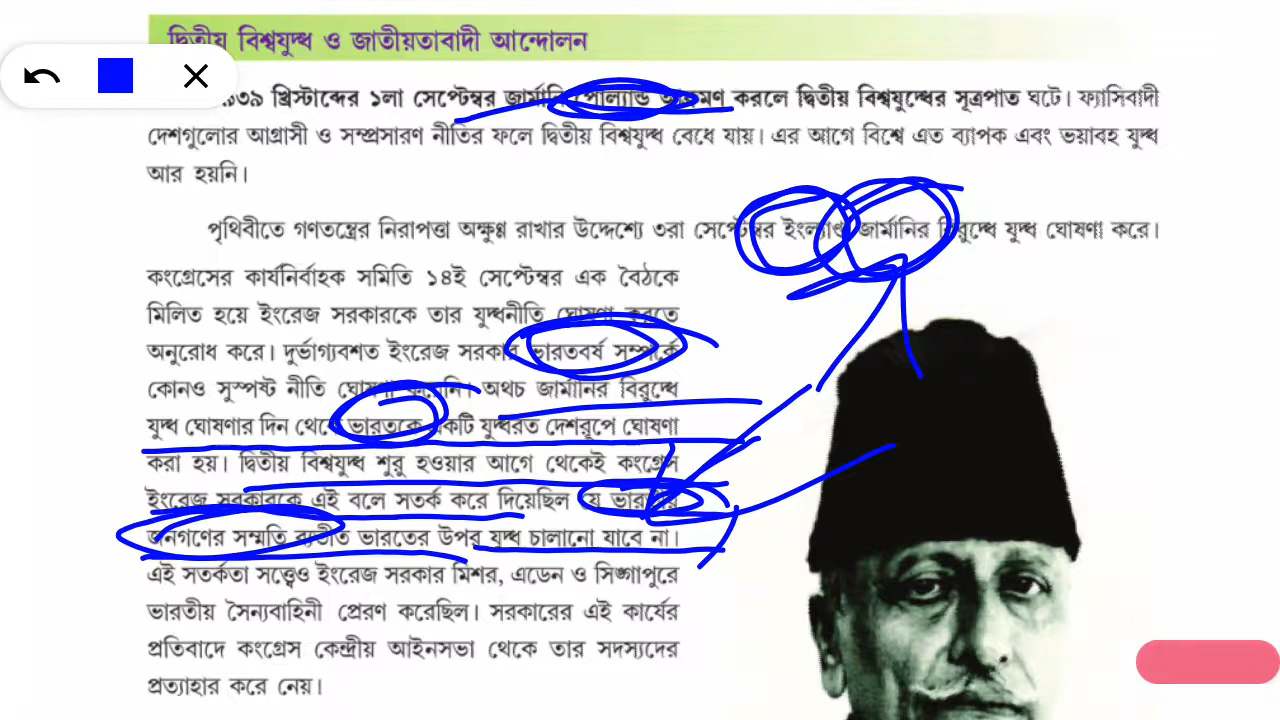 দ্বিতীয় বিশ্বযুদ্ধ ও জাতীয়তাবাদী আন্দোলন
১৯৩৯ খ্রিস্টাব্দের ১লা সেপ্টেম্বর জার্মানি পোল্যান্ড আক্রমণ করলে দ্বিতীয় বিশ্বযুদ্ধের সূত্রপাত ঘটে। ফ্যাসিবাদী
দেশগুলোর আগ্রাসী ও সম্প্রসারণ নীতির ফলে দ্বিতীয় বিশ্বযুদ্ধ বেধে যায়। এর আগে বিশ্বে এত ব্যাপক এবং ভয়াবহ যুদ্ধ
আর হয়নি।
পৃথিবীতে গণতন্ত্রের নিরাপত্তা অক্ষুণ্ণ রাখার উদ্দেশ্যে ৩রা সেপ্টেম্বর ইংল্যাণ্ড জার্মানির বিরুদ্ধে যুদ্ধ ঘোষণা করে।
কংগ্রেসের কার্যনির্বাহক সমিতি ১৪ই সেপ্টেম্বর এক বৈঠকে
মিলিত হয়ে ইংরেজ সরকারকে তার যুদ্ধনীতি ঘোষণা করতে
অনুরোধ করে। দুর্ভাগ্যবশত ইংরেজ সরকার ভারতবর্ষ সম্পর্কে
কোনও সুস্পষ্ট নীতি ঘোষণা করেনি। অথচ জার্মানির বিরুদ্ধে
যুদ্ধ ঘোষণার দিন থেকে ভারতকে একটি যুদ্ধরত দেশরূপে ঘোষণা
করা হয়। দ্বিতীয় বিশ্বযুদ্ধ শুরু হওয়ার আগে থেকেই কংগ্রেস
ইংরেজ সরকারকে এই বলে সতর্ক করে দিয়েছিল যে ভারতীয়
জনগণের সম্মতি ব্যতীত ভারতের উপর যুদ্ধ চালানো যাবে না।
এই সতর্কতা সত্ত্বেও ইংরেজ সরকার মিশর, এডেন ও সিঙ্গাপুরে
ভারতীয় সৈন্যবাহিনী প্রেরণ করেছিল। সরকারের এই কার্যের
প্রতিবাদে কংগ্রেস কেন্দ্রীয় আইনসভা থেকে তার সদস্যদের
প্রত্যাহার করে নেয়।